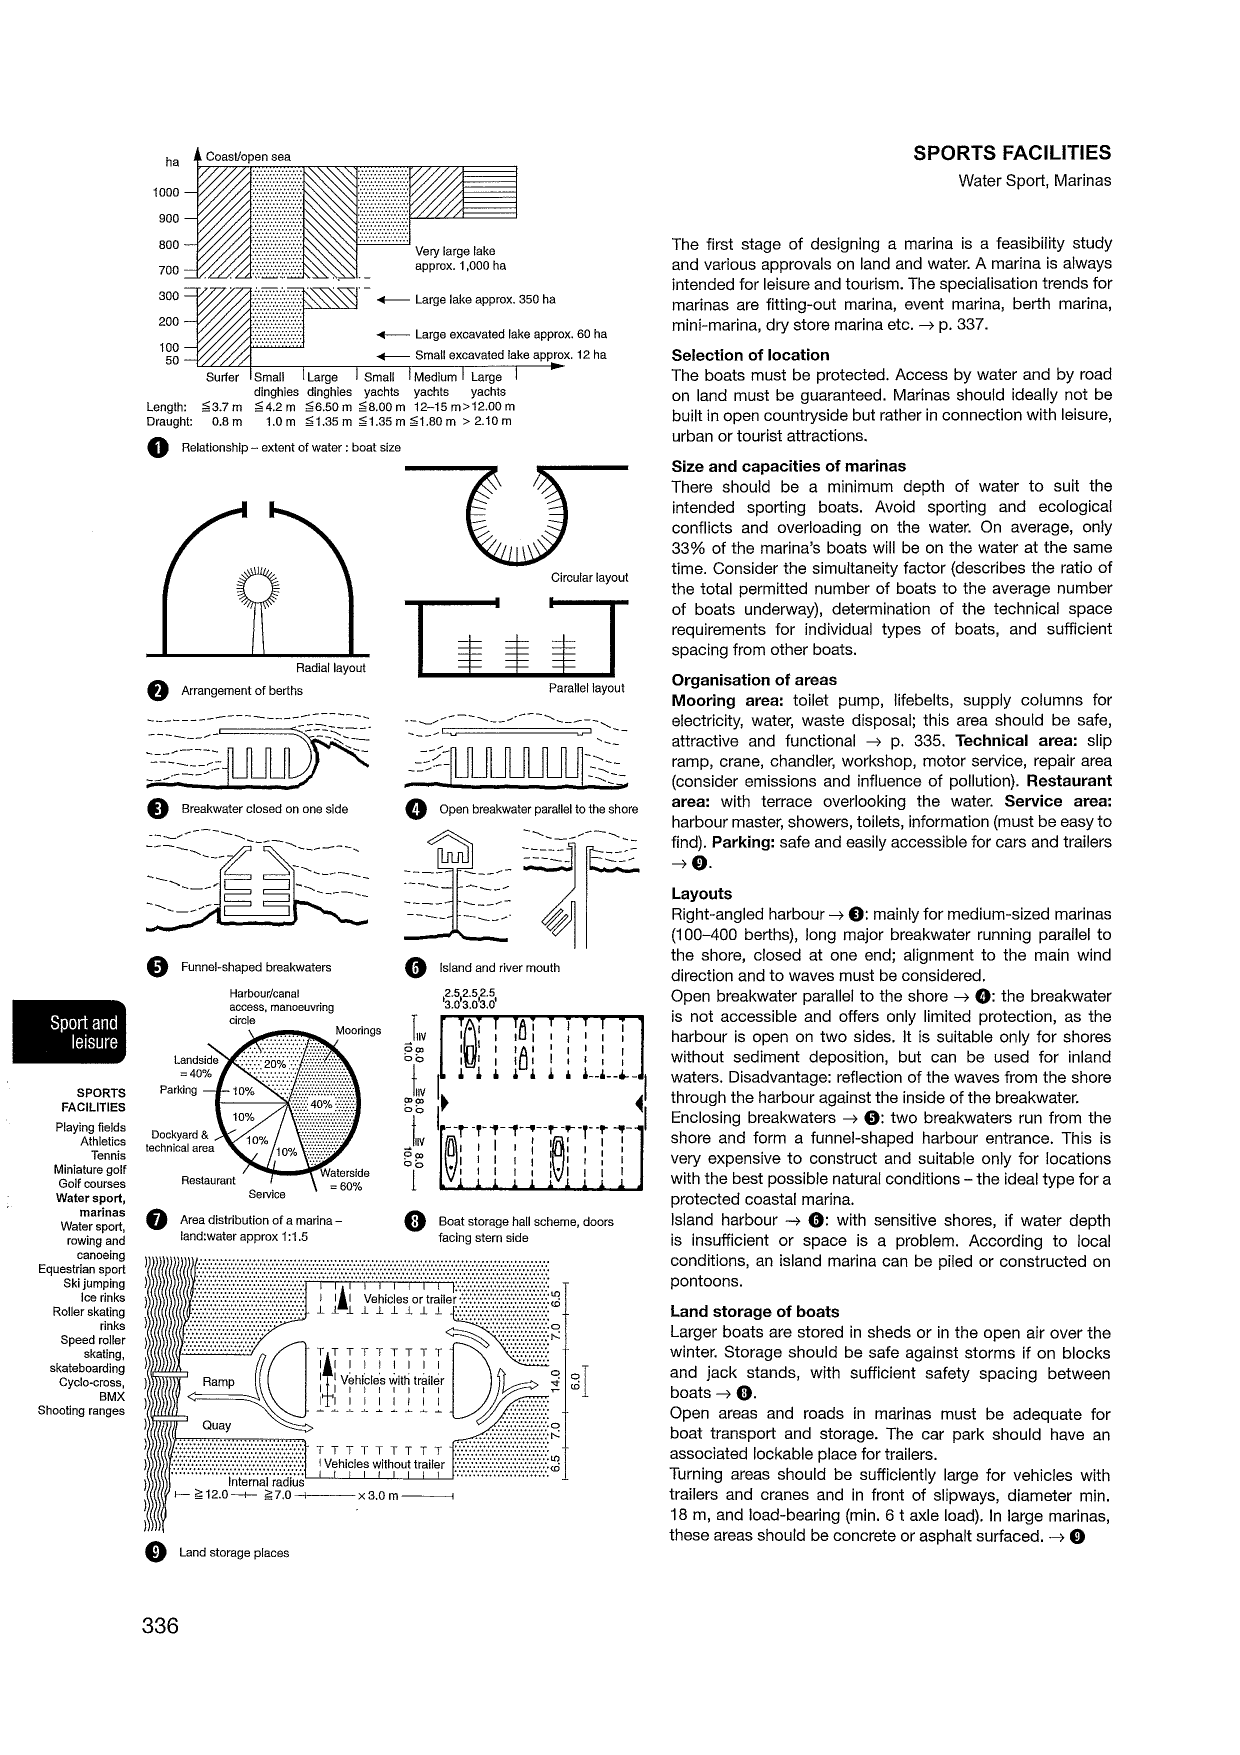 SPORTS FACILITIES
Water Sport, Marinas
ha
Coast/open sea
1000
900
800
700
300
200
100
50
Very large lake
approx. 1,000 ha
Large lake approx. 350 ha
Large excavated lake approx. 60 ha
Small excavated lake approx. 12 ha
Surfer Small Large Small Medium Large
dinghies dinghies yachts yachts yachts
Length: ≦3.7 m ≦4.2 m ≦6.50 m ≦8.00 m 12–15 m >12.00 m
Draught: 0.8 m 1.0 m ≦1.35 m ≦1.35 m ≦1.80 m > 2.10 m
1 Relationship – extent of water : boat size
Circular layout
Radial layout
Parallel layout
2 Arrangement of berths
3 Breakwater closed on one side
4 Open breakwater parallel to the shore
5 Funnel-shaped breakwaters
6 Island and river mouth
Harbour/canal
access, manoeuvring
circle
Moorings
Landside
= 40%
Parking
Dockyard &
technical area
Restaurant
Service
Waterside
= 60%
20%
10%
40%
10%
10%
10%
7 Area distribution of a marina –
land:water approx 1:1.5
2.5 2.5 2.5
3.0 3.0 3.0
≧
8.0
10.0
≧
8.0
8.0
≧
8.0
10.0
8 Boat storage hall scheme, doors
facing stern side
Vehicles or trailer
Ramp
Vehicles with trailer
Quay
Vehicles without trailer
Internal radius
≧12.0 ≧7.0 x 3.0 m
6.5
7.0
14.0
6.0
7.0
6.5
9 Land storage places
The first stage of designing a marina is a feasibility study
and various approvals on land and water. A marina is always
intended for leisure and tourism. The specialisation trends for
marinas are fitting-out marina, event marina, berth marina,
mini-marina, dry store marina etc. → p. 337.
Selection of location
The boats must be protected. Access by water and by road
on land must be guaranteed. Marinas should ideally not be
built in open countryside but rather in connection with leisure,
urban or tourist attractions.
Size and capacities of marinas
There should be a minimum depth of water to suit the
intended sporting boats. Avoid sporting and ecological
conflicts and overloading on the water. On average, only
33% of the marina's boats will be on the water at the same
time. Consider the simultaneity factor (describes the ratio of
the total permitted number of boats to the average number
of boats underway), determination of the technical space
requirements for individual types of boats, and sufficient
spacing from other boats.
Organisation of areas
Mooring area: toilet pump, lifebelts, supply columns for
electricity, water, waste disposal; this area should be safe,
attractive and functional → p. 335. Technical area: slip
ramp, crane, chandler, workshop, motor service, repair area
(consider emissions and influence of pollution). Restaurant
area: with terrace overlooking the water. Service area:
harbour master, showers, toilets, information (must be easy to
find). Parking: safe and easily accessible for cars and trailers
→ 9.
Layouts
Right-angled harbour → 3: mainly for medium-sized marinas
(100–400 berths), long major breakwater running parallel to
the shore, closed at one end; alignment to the main wind
direction and to waves must be considered.
Open breakwater parallel to the shore → 4: the breakwater
is not accessible and offers only limited protection, as the
harbour is open on two sides. It is suitable only for shores
without sediment deposition, but can be used for inland
waters. Disadvantage: reflection of the waves from the shore
through the harbour against the inside of the breakwater.
Enclosing breakwaters → 5: two breakwaters run from the
shore and form a funnel-shaped harbour entrance. This is
very expensive to construct and suitable only for locations
with the best possible natural conditions – the ideal type for a
protected coastal marina.
Island harbour → 6: with sensitive shores, if water depth
is insufficient or space is a problem. According to local
conditions, an island marina can be piled or constructed on
pontoons.
Land storage of boats
Larger boats are stored in sheds or in the open air over the
winter. Storage should be safe against storms if on blocks
and jack stands, with sufficient safety spacing between
boats → 8.
Open areas and roads in marinas must be adequate for
boat transport and storage. The car park should have an
associated lockable place for trailers.
Turning areas should be sufficiently large for vehicles with
trailers and cranes and in front of slipways, diameter min.
18 m, and load-bearing (min. 6 t axle load). In large marinas,
these areas should be concrete or asphalt surfaced. → 9
Sport and
leisure
SPORTS
FACILITIES
Playing fields
Athletics
Tennis
Miniature golf
Golf courses
Water sport,
marinas
Water sport,
rowing and
canoeing
Equestrian sport
Ski jumping
Ice rinks
Roller skating
rinks
Speed roller
skating,
skateboarding
Cyclo-cross,
BMX
Shooting ranges
336